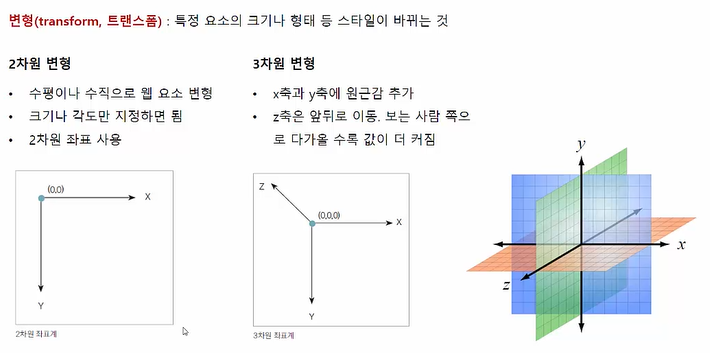 변형(transform, 트랜스폼) : 특정 요소의 크기나 형태 등 스타일이 바뀌는 것
2차원 변형
• 수평이나 수직으로 웹 요소 변형
• 크기나 각도만 지정하면 됨
• 2차원 좌표 사용
3차원 변형
• x축과 y축에 원근감 추가
• z축은 앞뒤로 이동. 보는 사람 쪽으
로 다가올 수록 값이 더 커짐
(0,0)
X
Y
2차원 좌표계
Z
(0,0,0)
X
Y
3차원 좌표계
y
x
z